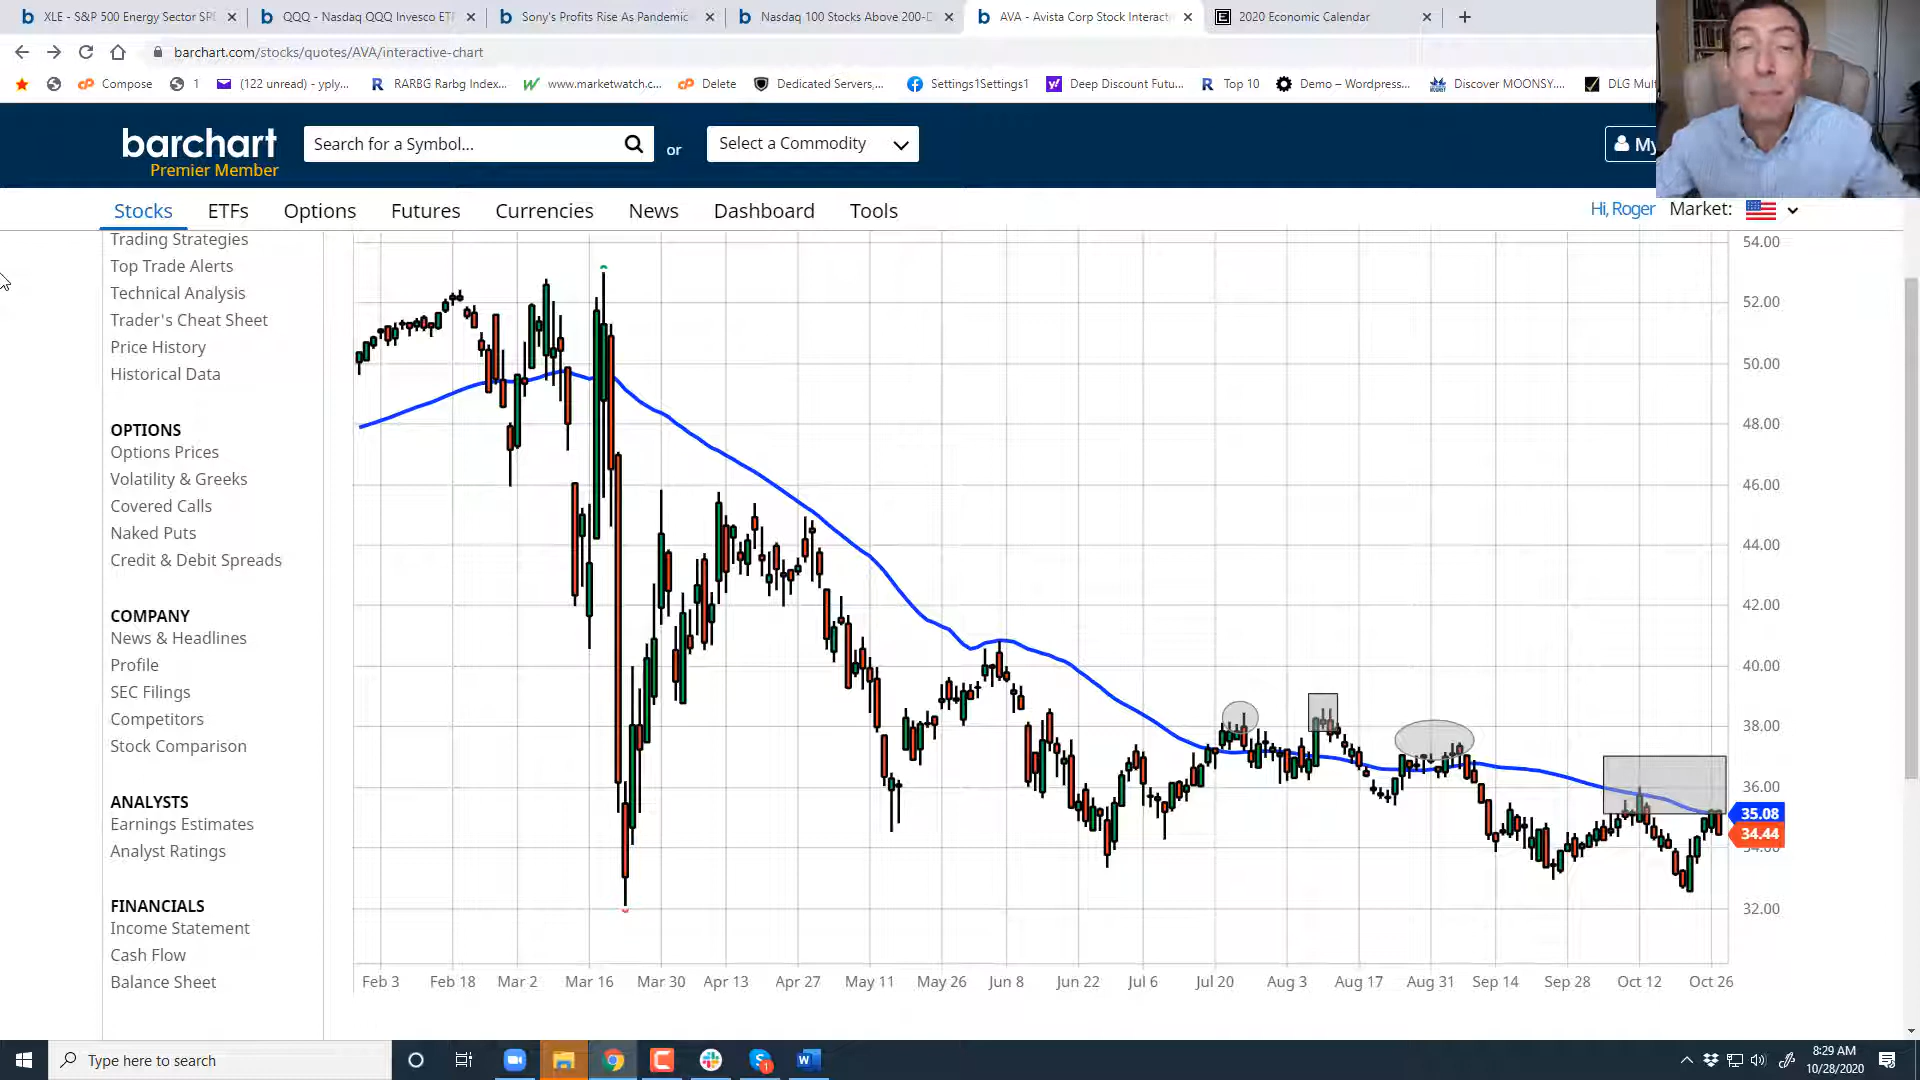 XLE - S&P 500 Energy Sector SP
QQQ - Nasdaq QQQ Invesco ETF
Sony's Profits Rise As Pandemic
Nasdaq 100 Stocks Above 200-D
AVA - Avista Corp Stock Interact
2020 Economic Calendar
barchart.com/stocks/quotes/AVA/interactive-chart
Compose
1
(122 unread) - yply...
RARBG Rarbg Index...
www.marketwatch.c...
Delete
Dedicated Servers,...
Settings1Settings1
Deep Discount Futu...
Top 10
Demo – Wordpress...
Discover MOONSY....
DLG Mul
barchart
Premier Member
Search for a Symbol...
or
Select a Commodity
My
Stocks
ETFs
Options
Futures
Currencies
News
Dashboard
Tools
Hi, Roger
Market:
Trading Strategies
Top Trade Alerts
Technical Analysis
Trader's Cheat Sheet
Price History
Historical Data
OPTIONS
Options Prices
Volatility & Greeks
Covered Calls
Naked Puts
Credit & Debit Spreads
COMPANY
News & Headlines
Profile
SEC Filings
Competitors
Stock Comparison
ANALYSTS
Earnings Estimates
Analyst Ratings
FINANCIALS
Income Statement
Cash Flow
Balance Sheet
54.00
52.00
50.00
48.00
46.00
44.00
42.00
40.00
38.00
36.00
35.08
34.44
34.00
32.00
Feb 3
Feb 18
Mar 2
Mar 16
Mar 30
Apr 13
Apr 27
May 11
May 26
Jun 8
Jun 22
Jul 6
Jul 20
Aug 3
Aug 17
Aug 31
Sep 14
Sep 28
Oct 12
Oct 26
Type here to search
8:29 AM
10/28/2020